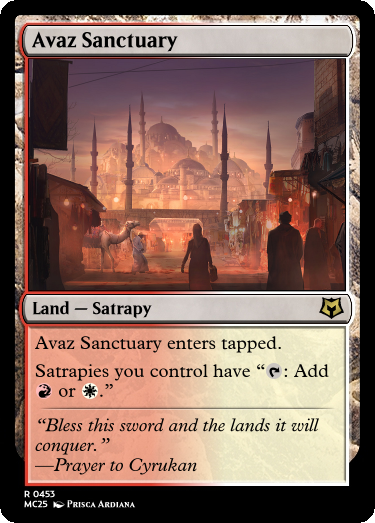 Avaz Sanctuary
Land — Satrapy
Avaz Sanctuary enters tapped.
Satrapies you control have “: Add
 or .”
“Bless this sword and the lands it will
conquer.”
—Prayer to Cyrukan
R 0453
MC25 Prisca Ardiana